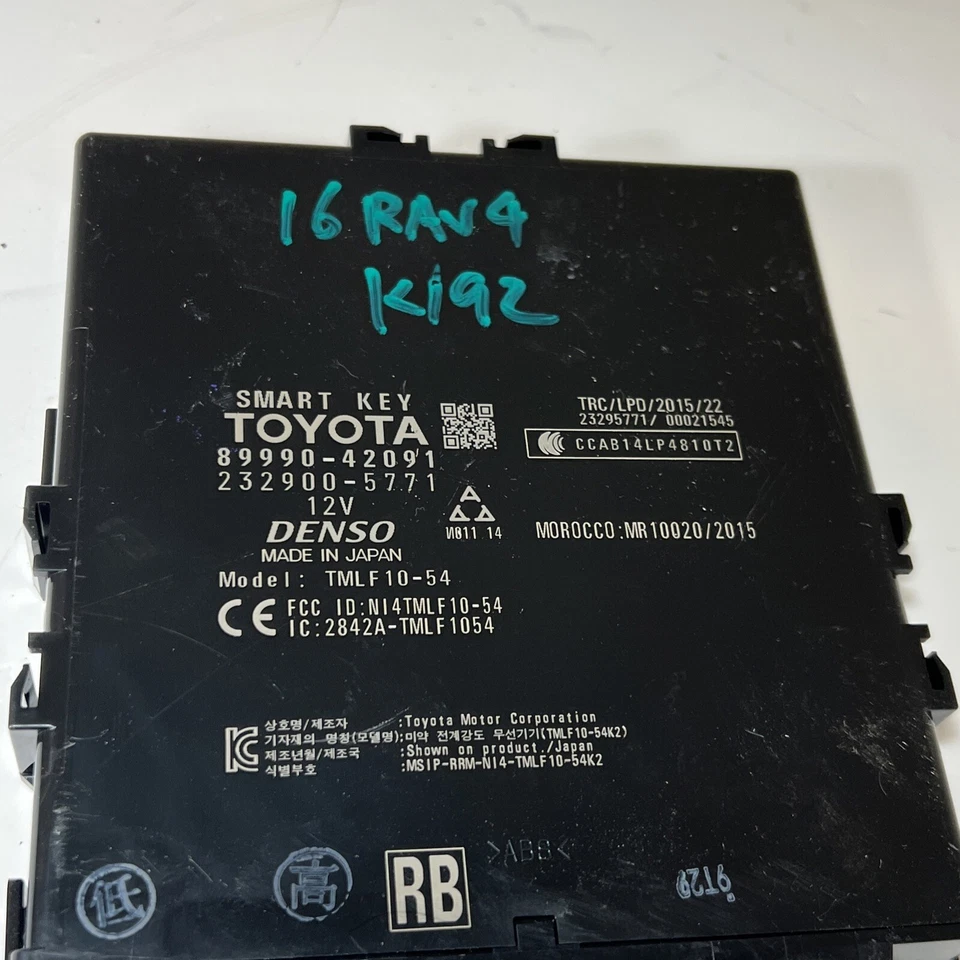 16 RAV4
K192
SMART KEY
TOYOTA
89990-42091
232900-5771
12V
DENSO
MADE IN JAPAN
Model: TMLF10-54
CE FCC ID:NI4TMLF10-54
IC:2842A-TMLF1054
A
14
TRC/LPD/2015/22
23295771/ 00021545
CCAB14LP4810T2
MOROCCO:MR10020/2015
상호명/제조자 :Toyota Motor Corporation
기자재의 명칭(모델명):미약 전계강도 무선기기(TMLF10-54K2)
제조년월/제조국 :Shown on product./Japan
식별부호 :MSIP-RRM-NI4-TMLF10-54K2
低
高
RB
>ABS<